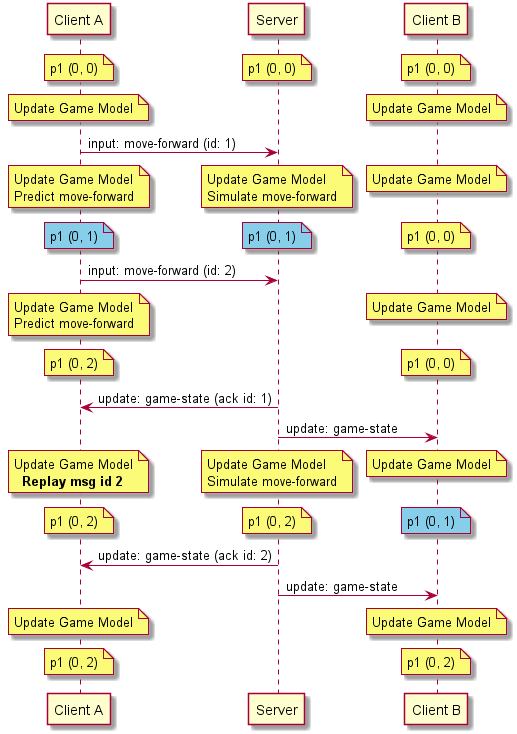 Client A
Server
Client B
p1 (0, 0)
p1 (0, 0)
p1 (0, 0)
Update Game Model
Update Game Model
input: move-forward (id: 1)
Update Game Model
Predict move-forward
Update Game Model
Simulate move-forward
Update Game Model
p1 (0, 1)
p1 (0, 1)
p1 (0, 0)
input: move-forward (id: 2)
Update Game Model
Predict move-forward
Update Game Model
p1 (0, 2)
p1 (0, 0)
update: game-state (ack id: 1)
update: game-state
Update Game Model
Replay msg id 2
Update Game Model
Simulate move-forward
Update Game Model
p1 (0, 2)
p1 (0, 2)
p1 (0, 1)
update: game-state (ack id: 2)
update: game-state
Update Game Model
Update Game Model
p1 (0, 2)
p1 (0, 2)
Client A
Server
Client B